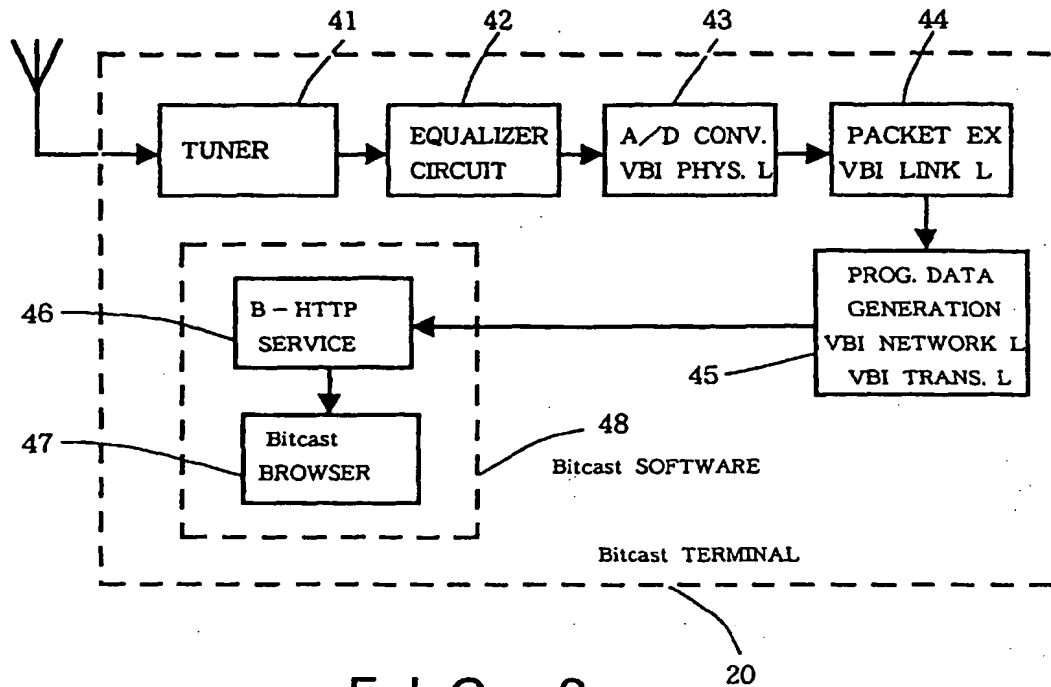 41
42
43
44
TUNER
EQUALIZER
CIRCUIT
A/D CONV.
VBI PHYS. L
PACKET EX
VBI LINK L
PROG. DATA
GENERATION
VBI NETWORK L
VBI TRANS. L
45
46
B-HTTP
SERVICE
47
Bitcast
BROWSER
48
Bitcast SOFTWARE
Bitcast TERMINAL
20